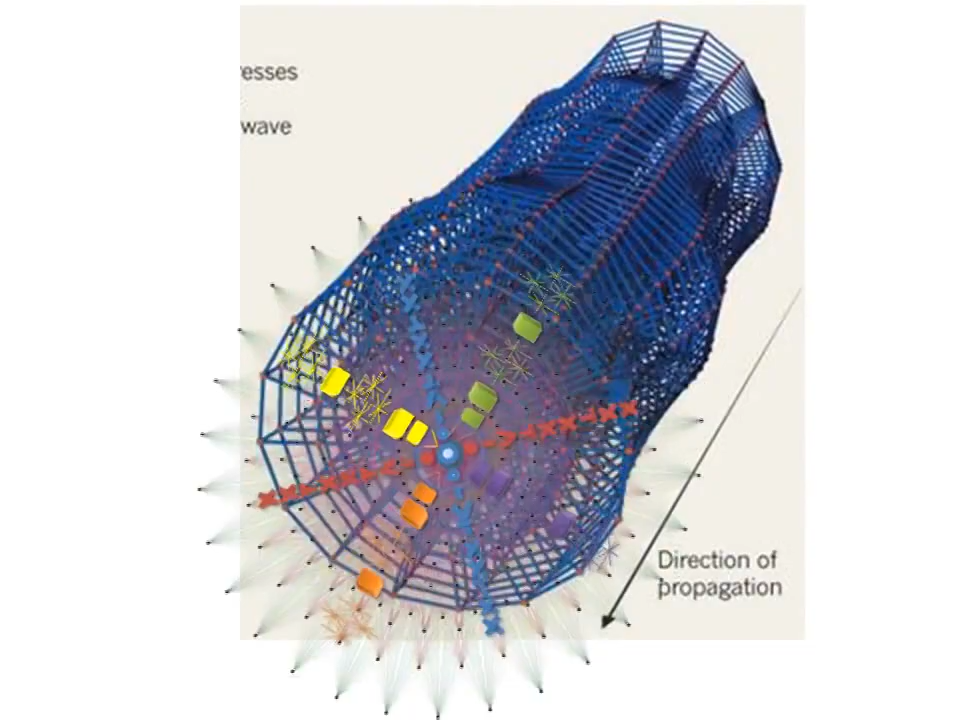 resses
wave
Direction of
propagation